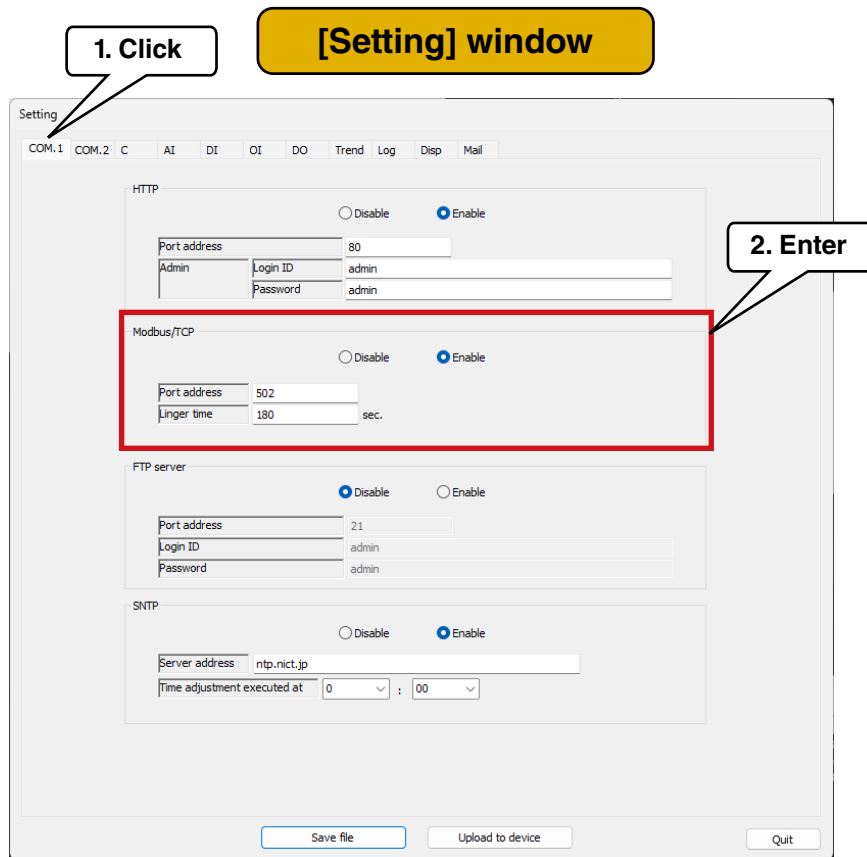 [Setting] window
1. Click
Setting
COM.1 COM.2 C AI DI OI DO Trend Log Disp Mail
HTTP
Disable Enable
Port address 80
2. Enter
Admin Login ID admin
Password admin
Modbus/TCP
Disable Enable
Port address 502
Linger time 180 sec.
FTP server
Disable Enable
Port address 21
Login ID admin
Password admin
SNTP
Disable Enable
Server address ntp.nict.jp
Time adjustment executed at 0 : 00
Save file Upload to device Quit